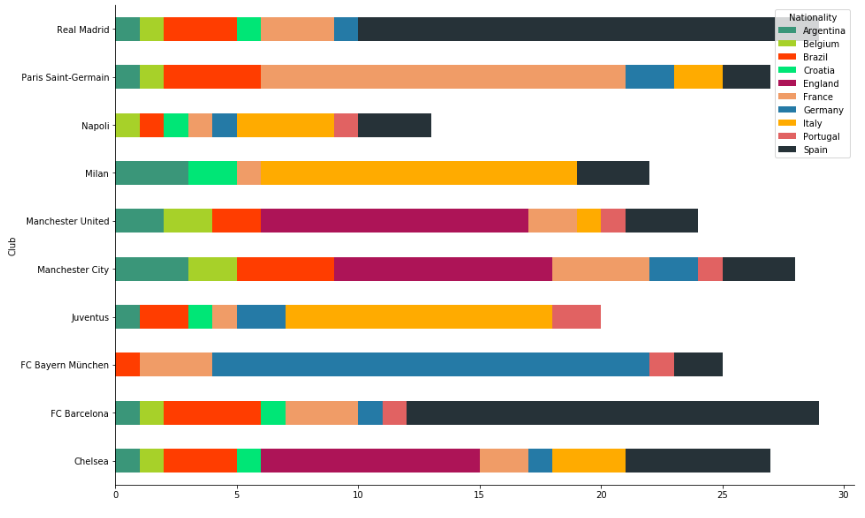 Nationality
Argentina
Belgium
Brazil
Croatia
England
France
Germany
Italy
Portugal
Spain
Real Madrid
Paris Saint-Germain
Napoli
Milan
Manchester United
Club
Manchester City
Juventus
FC Bayern München
FC Barcelona
Chelsea
0 5 10 15 20 25 30